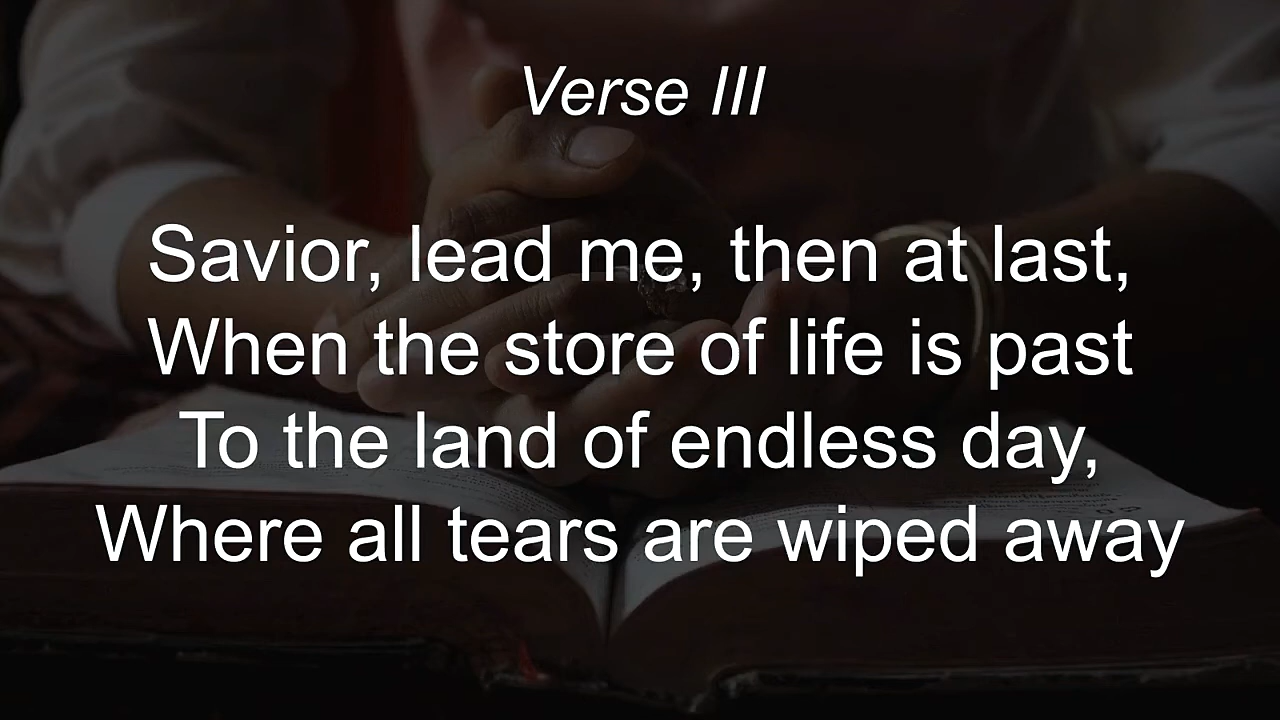 Verse III
Savior, lead me, then at last,
When the store of life is past
To the land of endless day,
Where all tears are wiped away